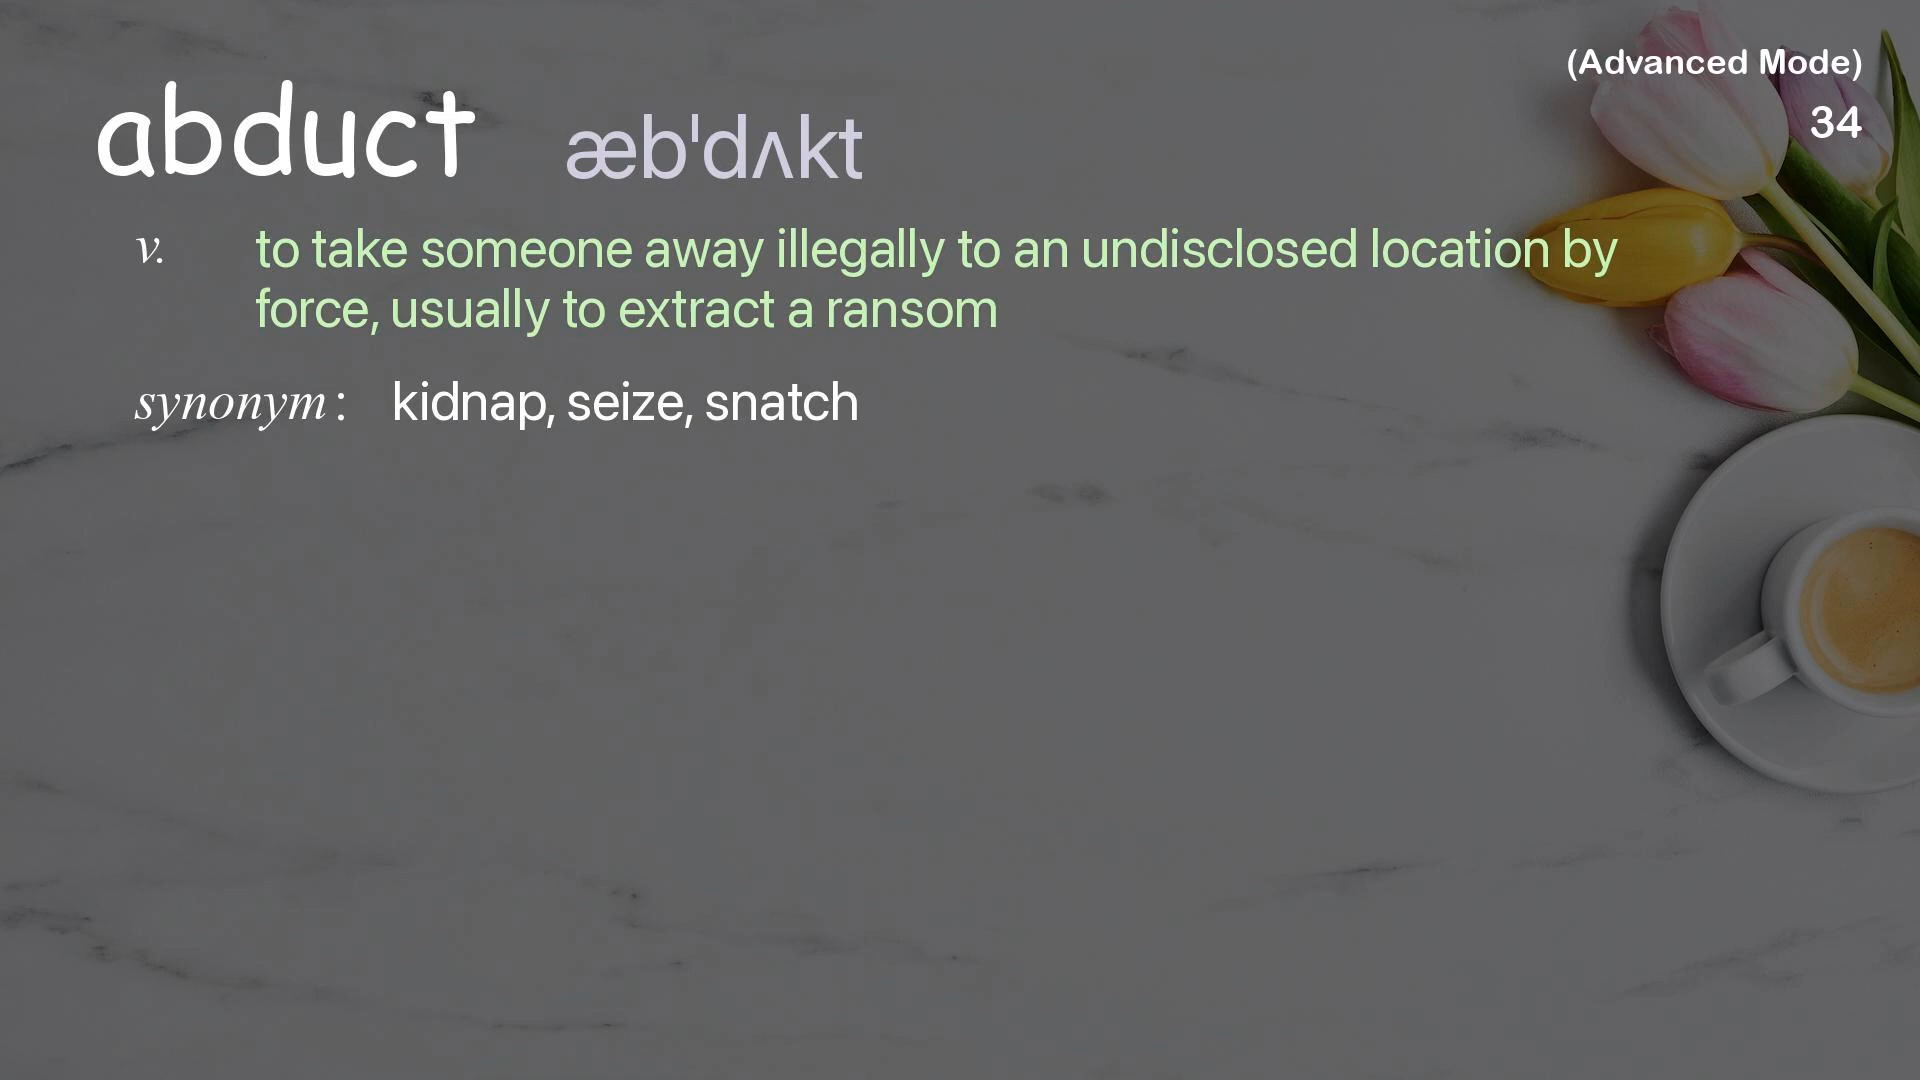 (Advanced Mode)
34
abduct æb'dʌkt
v. to take someone away illegally to an undisclosed location by
force, usually to extract a ransom
synonym : kidnap, seize, snatch